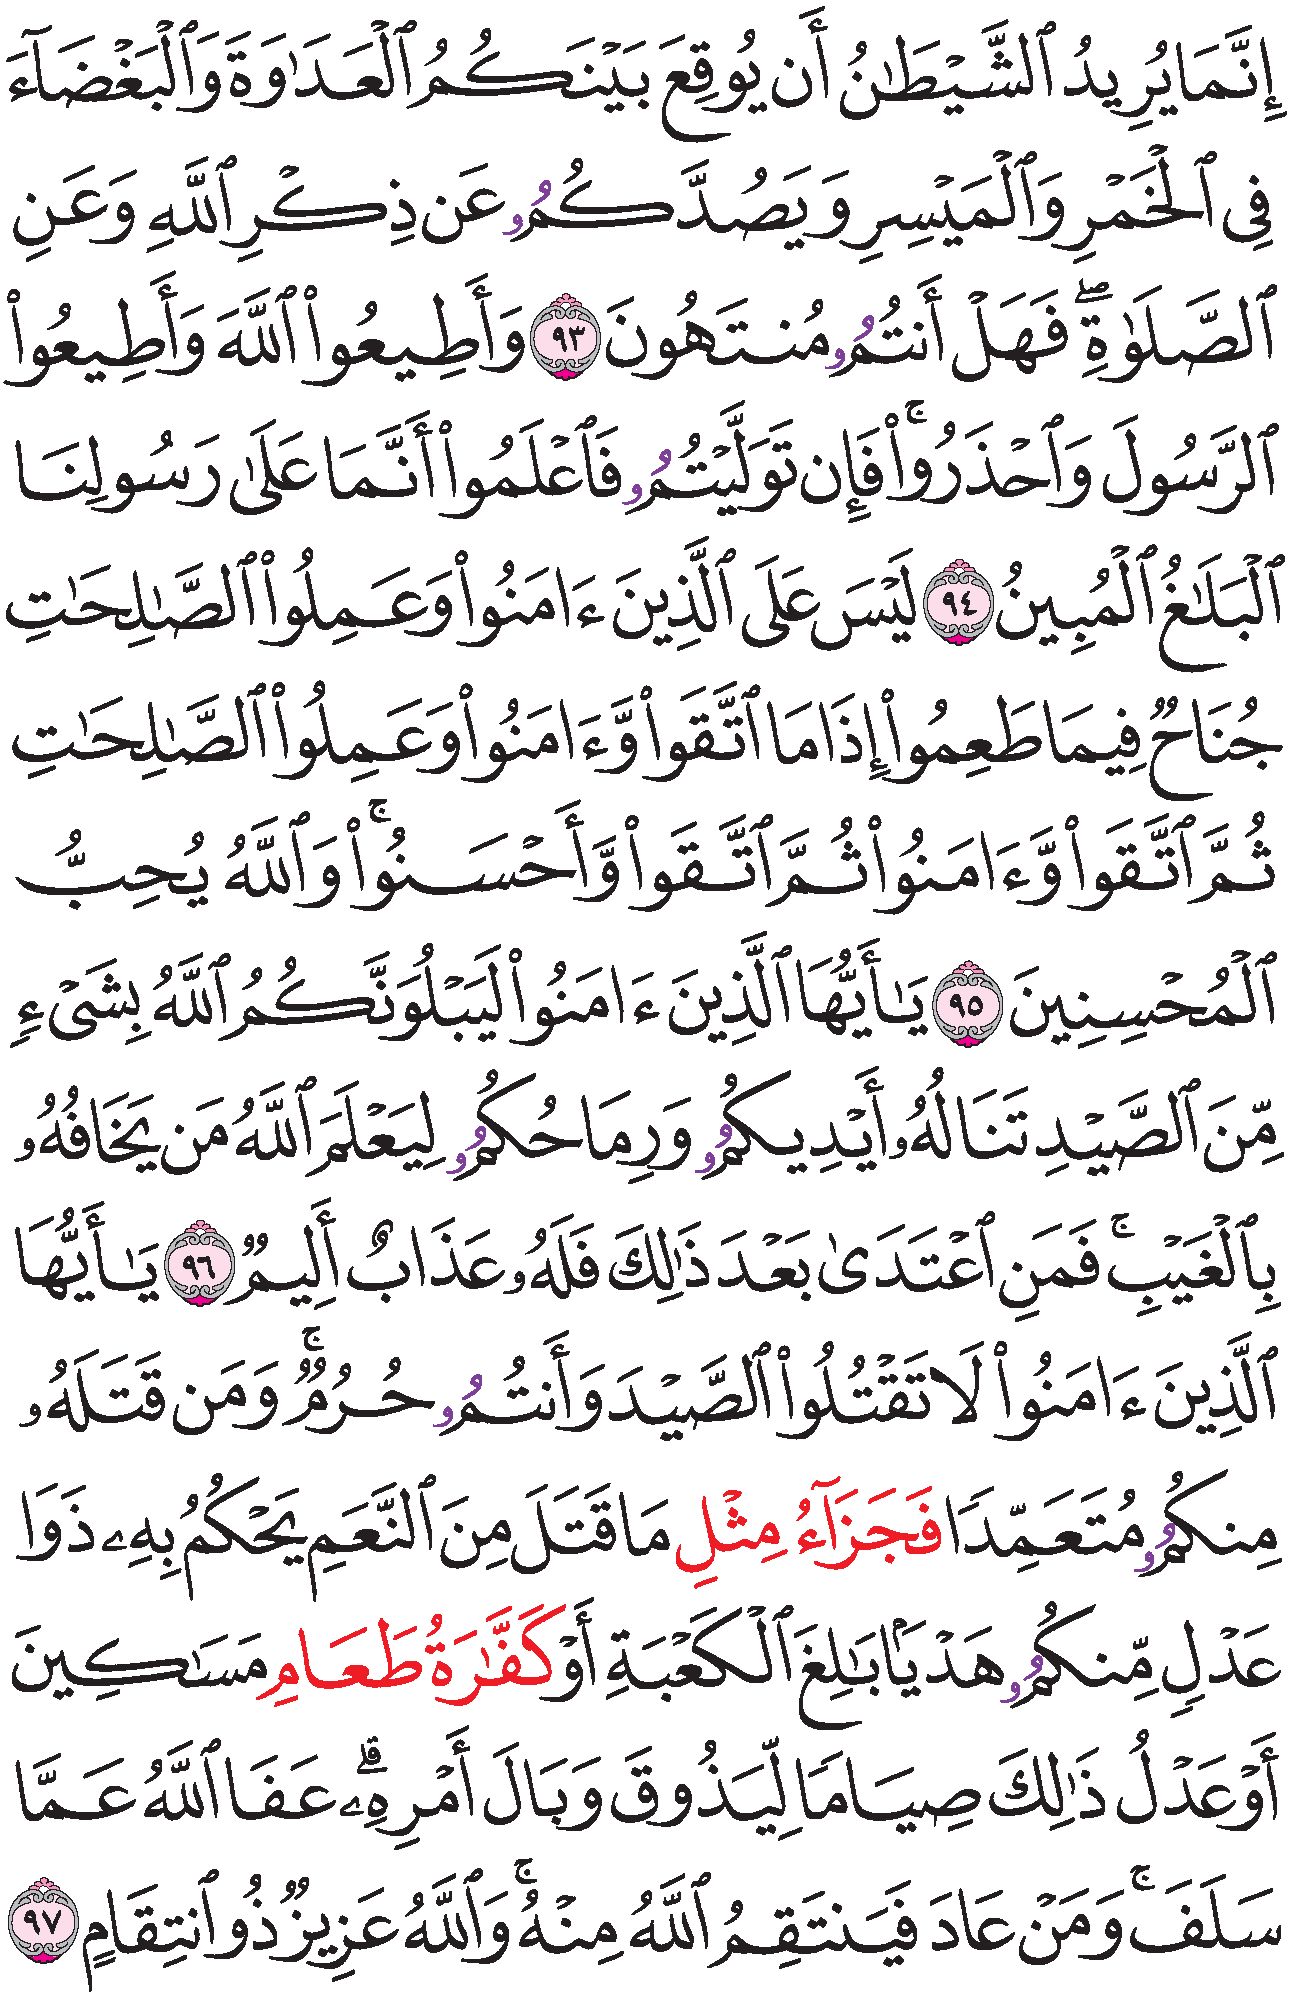 إِنَّمَا يُرِيدُ ٱلشَّيْطَٰنُ أَن يُوقِعَ بَيْنَكُمُ ٱلْعَدَٰوَةَ وَٱلْبَغْضَآءَ
فِى ٱلْخَمْرِ وَٱلْمَيْسِرِ وَيَصُدَّكُمُۥ عَن ذِكْرِ ٱللَّهِ وَعَنِ
ٱلصَّلَوٰةِۖ فَهَلْ أَنتُمُۥ مُنتَهُونَ ٩٣ وَأَطِيعُوا۟ ٱللَّهَ وَأَطِيعُوا۟
ٱلرَّسُولَ وَٱحْذَرُوا۟ۚ فَإِن تَوَلَّيْتُمُۥ فَٱعْلَمُوٓا۟ أَنَّمَا عَلَىٰ رَسُولِنَا
ٱلْبَلَٰغُ ٱلْمُبِينُ ٩٤ لَيْسَ عَلَى ٱلَّذِينَ ءَامَنُوا۟ وَعَمِلُوا۟ ٱلصَّٰلِحَٰتِ
جُنَاحٌ فِيمَا طَعِمُوا۟ إِذَا مَا ٱتَّقَوا۟ وَّءَامَنُوا۟ وَعَمِلُوا۟ ٱلصَّٰلِحَٰتِ
ثُمَّ ٱتَّقَوا۟ وَّءَامَنُوا۟ ثُمَّ ٱتَّقَوا۟ وَّأَحْسَنُوا۟ۚ وَٱللَّهُ يُحِبُّ
ٱلْمُحْسِنِينَ ٩٥ يَٰأَيُّهَا ٱلَّذِينَ ءَامَنُوا۟ لَيَبْلُوَنَّكُمُ ٱللَّهُ بِشَىْءٍ
مِّنَ ٱلصَّيْدِ تَنَالُهُۥ أَيْدِيكُمُۥ وَرِمَاحُكُمُۥ لِيَعْلَمَ ٱللَّهُ مَن يَخَافُهُۥ
بِٱلْغَيْبِۚ فَمَنِ ٱعْتَدَىٰ بَعْدَ ذَٰلِكَ فَلَهُۥ عَذَابٌ أَلِيمٌ ٩٦ يَٰأَيُّهَا
ٱلَّذِينَ ءَامَنُوا۟ لَا تَقْتُلُوا۟ ٱلصَّيْدَ وَأَنتُمُۥ حُرُمٌۚ وَمَن قَتَلَهُۥ
مِنكُمُۥ مُتَعَمِّدًا فَجَزَآءُ مِثْلِ مَا قَتَلَ مِنَ ٱلنَّعَمِ يَحْكُمُ بِهِۦ ذَوَا
عَدْلٍ مِّنكُمُۥ هَدْيًۢا بَٰلِغَ ٱلْكَعْبَةِ أَوْ كَفَّٰرَةُ طَعَامِ مَسَٰكِينَ
أَوْ عَدْلُ ذَٰلِكَ صِيَامًا لِّيَذُوقَ وَبَالَ أَمْرِهِۦۗ عَفَا ٱللَّهُ عَمَّا
سَلَفَۚ وَمَنْ عَادَ فَيَنتَقِمُ ٱللَّهُ مِنْهُۚ وَٱللَّهُ عَزِيزٌ ذُو ٱنتِقَامٍ ٩٧